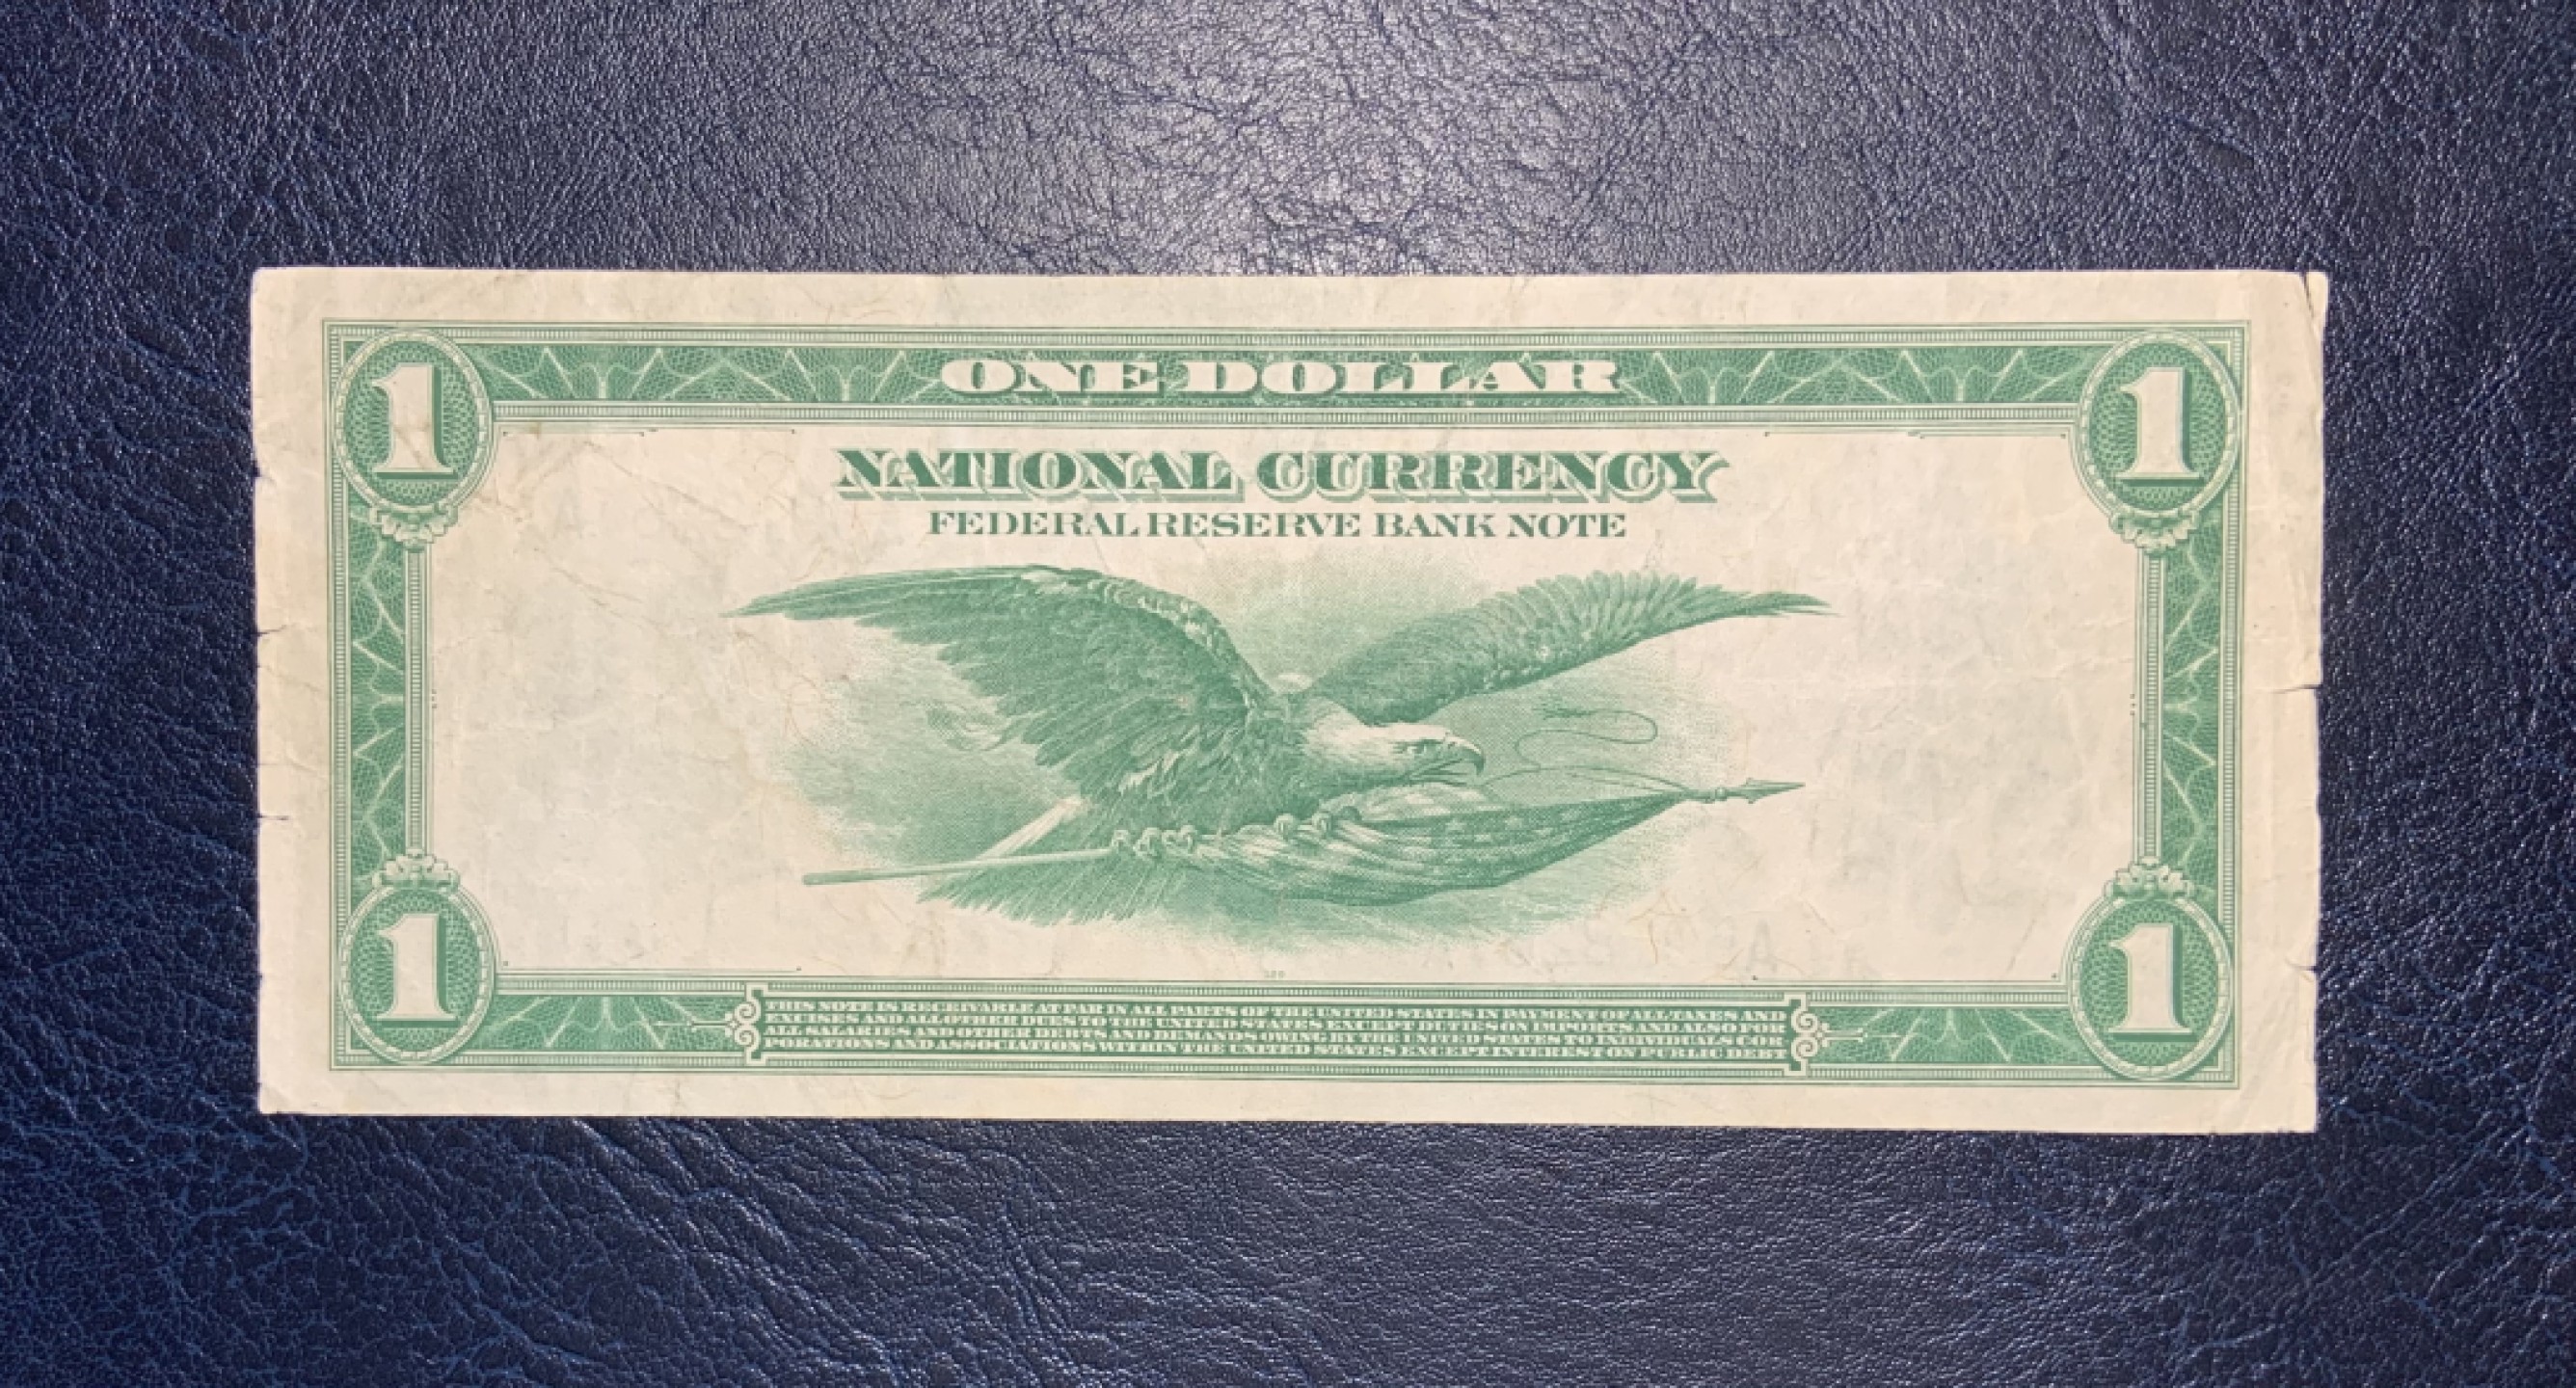 1 ONE DOLLAR 1
NATIONAL CURRENCY
FEDERAL RESERVE BANK NOTE
1 1
THIS NOTE IS RECEIVABLE AT PAR IN ALL PARTS OF THE UNITED STATES IN PAYMENT OF ALL TAXES AND
EXCISES AND ALL OTHER DUES TO THE UNITED STATES EXCEPT DUTIES ON IMPORTS AND ALSO FOR
ALL SALARIES AND OTHER DEBTS AND DEMANDS OWING BY THE UNITED STATES TO INDIVIDUALS COR
PORATIONS AND ASSOCIATIONS WITHIN THE UNITED STATES EXCEPT INTEREST ON PUBLIC DEBT